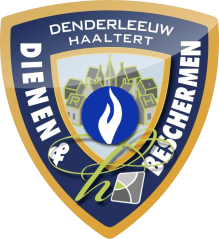 DENDERLEEUW
HAALTERT
DIENEN &
BESCHERMEN
h